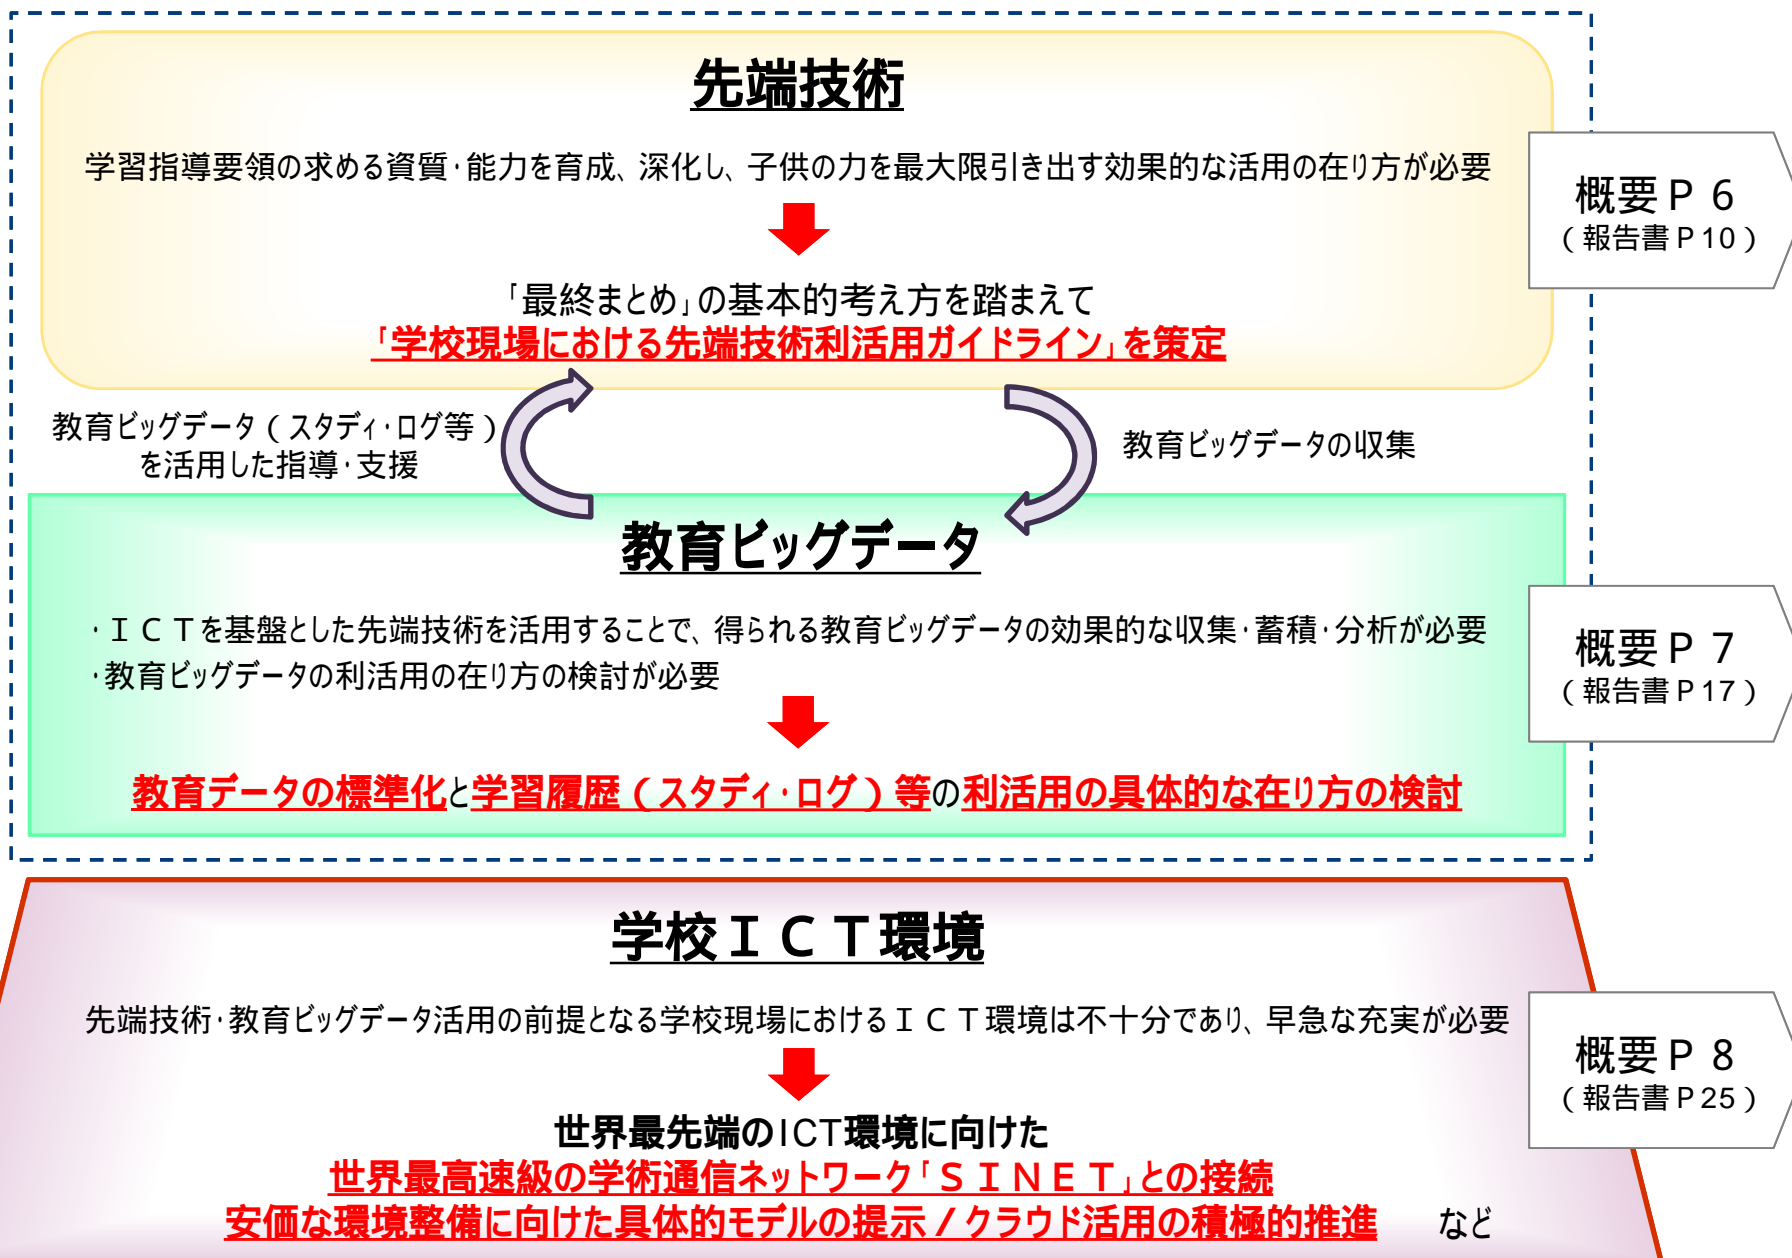 先端技術
学習指導要領の求める資質・能力を育成、深化し、子供の力を最大限引き出す効果的な活用の在り方が必要
概要Ｐ６
（報告書Ｐ10）
「最終まとめ」の基本的考え方を踏まえて
「学校現場における先端技術利活用ガイドライン」を策定
教育ビッグデータ（スタディ・ログ等）
を活用した指導・支援
教育ビッグデータの収集
教育ビッグデータ
・ＩＣＴを基盤とした先端技術を活用することで、得られる教育ビッグデータの効果的な収集・蓄積・分析が必要
・教育ビッグデータの利活用の在り方の検討が必要
概要Ｐ７
（報告書Ｐ17）
教育データの標準化と学習履歴（スタディ・ログ）等の利活用の具体的な在り方の検討
学校ＩＣＴ環境
先端技術・教育ビッグデータ活用の前提となる学校現場におけるＩＣＴ環境は不十分であり、早急な充実が必要
概要Ｐ８
（報告書Ｐ25）
世界最先端のICT環境に向けた
世界最高速級の学術通信ネットワーク「ＳＩＮＥＴ」との接続
安価な環境整備に向けた具体的モデルの提示／クラウド活用の積極的推進　など